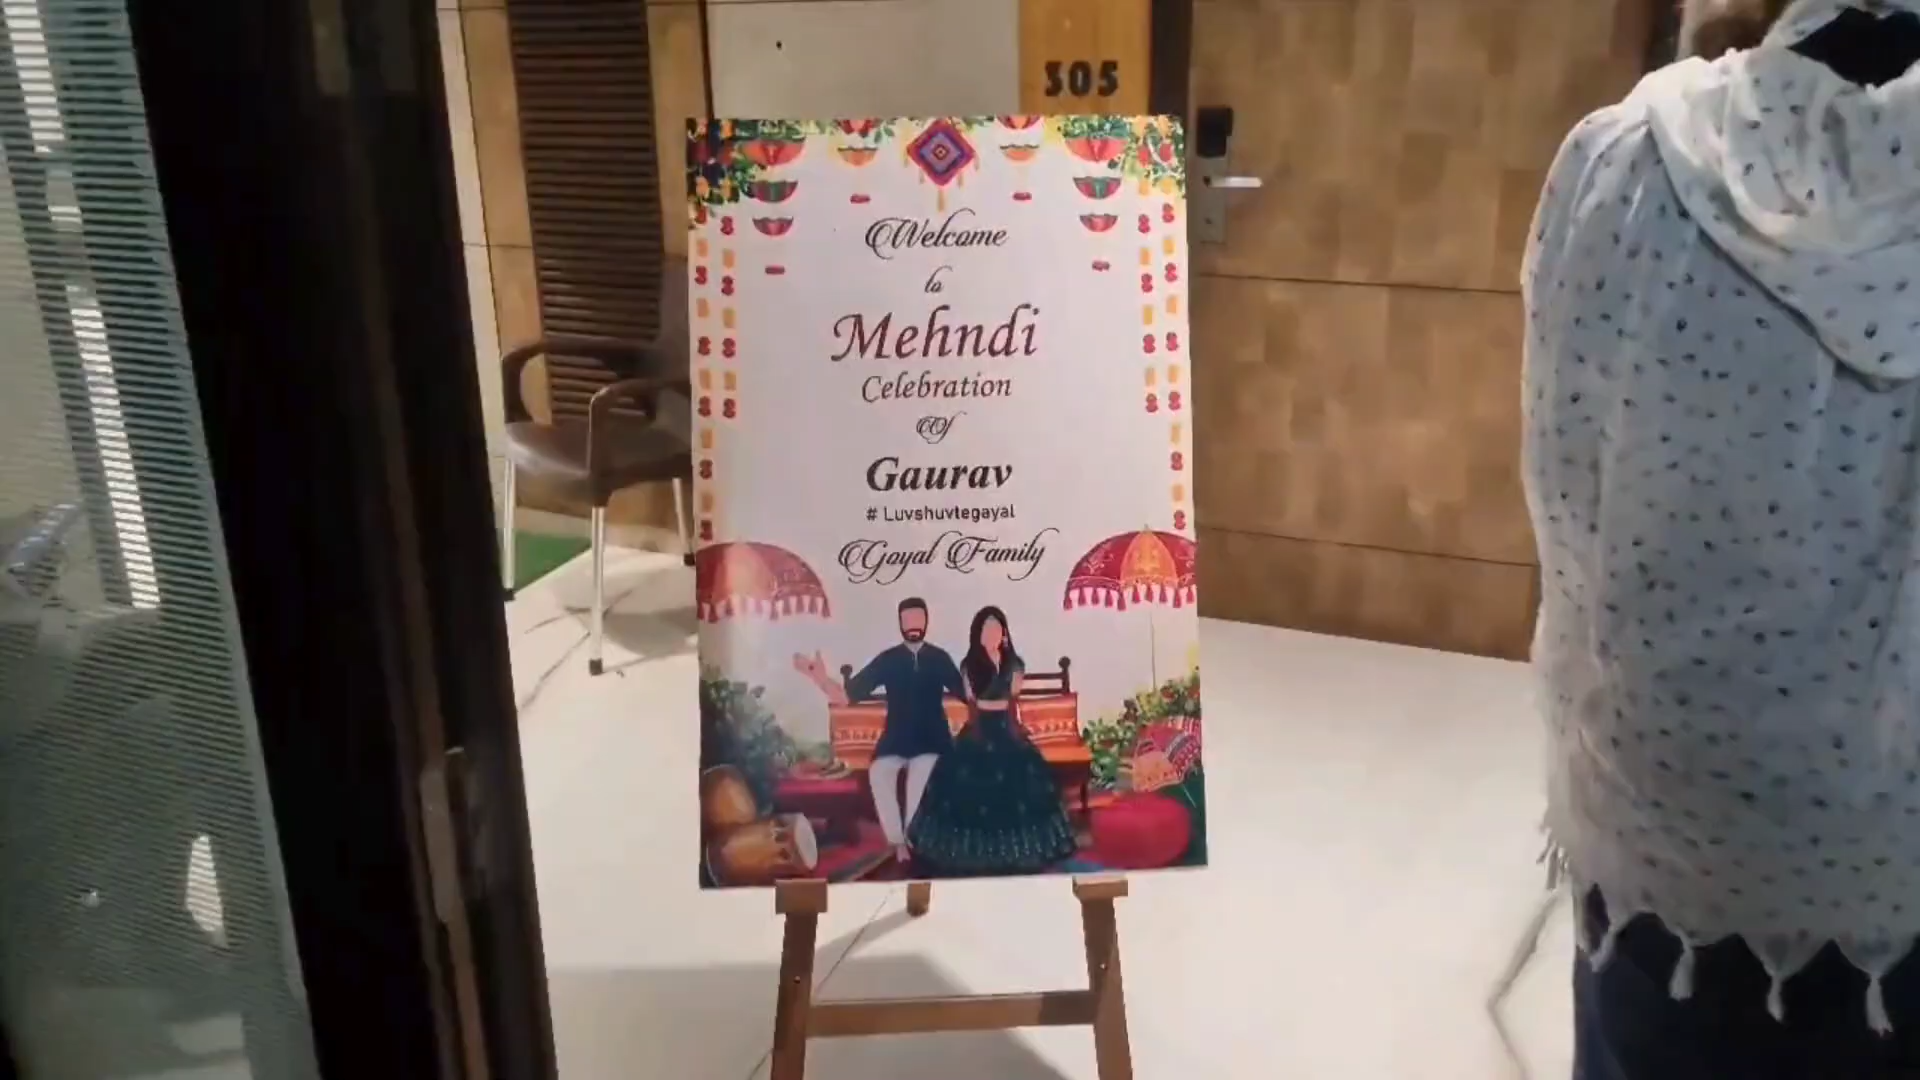 305
Welcome
to
Mehndi
Celebration
Of
Gaurav
# Luvshuvtegayal
Goyal Family